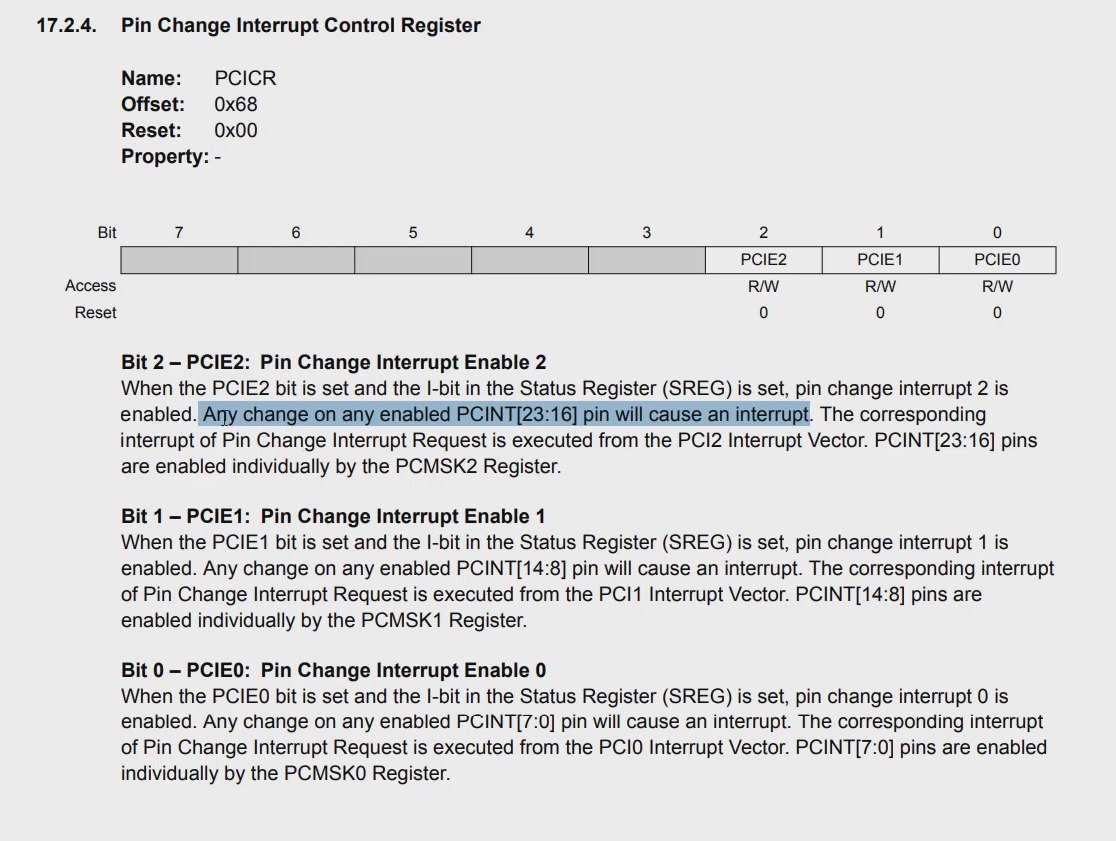 17.2.4. Pin Change Interrupt Control Register
Name: PCICR
Offset: 0x68
Reset: 0x00
Property: -
Bit 7 6 5 4 3 2 1 0
PCIE2 PCIE1 PCIE0
Access R/W R/W R/W
Reset 0 0 0
Bit 2 – PCIE2: Pin Change Interrupt Enable 2
When the PCIE2 bit is set and the I-bit in the Status Register (SREG) is set, pin change interrupt 2 is
enabled. Any change on any enabled PCINT[23:16] pin will cause an interrupt. The corresponding
interrupt of Pin Change Interrupt Request is executed from the PCI2 Interrupt Vector. PCINT[23:16] pins
are enabled individually by the PCMSK2 Register.
Bit 1 – PCIE1: Pin Change Interrupt Enable 1
When the PCIE1 bit is set and the I-bit in the Status Register (SREG) is set, pin change interrupt 1 is
enabled. Any change on any enabled PCINT[14:8] pin will cause an interrupt. The corresponding interrupt
of Pin Change Interrupt Request is executed from the PCI1 Interrupt Vector. PCINT[14:8] pins are
enabled individually by the PCMSK1 Register.
Bit 0 – PCIE0: Pin Change Interrupt Enable 0
When the PCIE0 bit is set and the I-bit in the Status Register (SREG) is set, pin change interrupt 0 is
enabled. Any change on any enabled PCINT[7:0] pin will cause an interrupt. The corresponding interrupt
of Pin Change Interrupt Request is executed from the PCI0 Interrupt Vector. PCINT[7:0] pins are enabled
individually by the PCMSK0 Register.